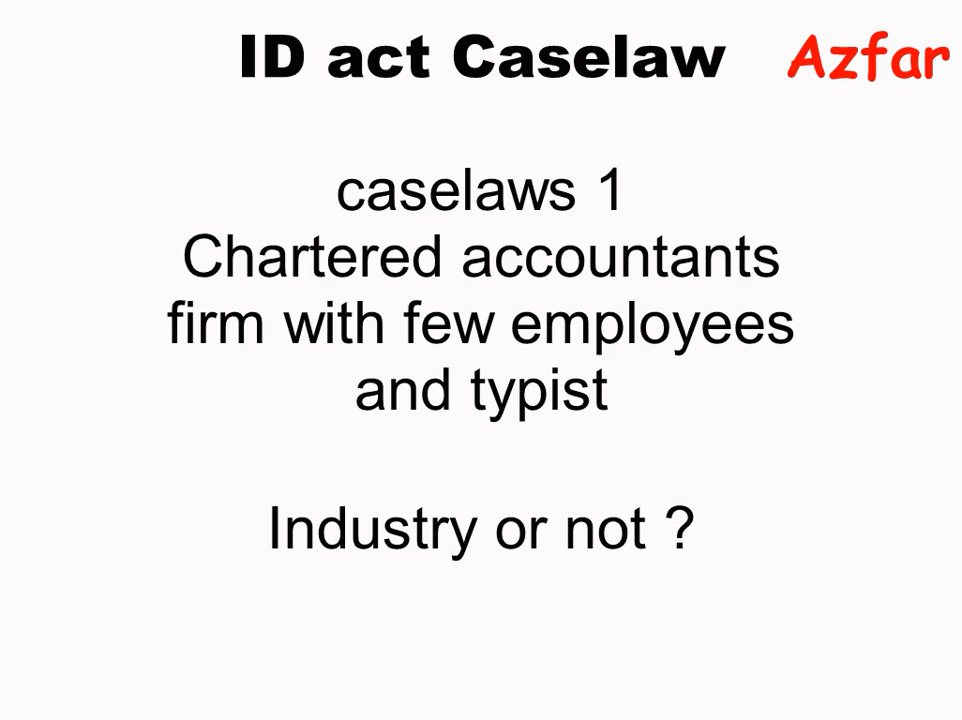 ID act Caselaw Azfar
caselaws 1
Chartered accountants
firm with few employees
and typist
Industry or not ?